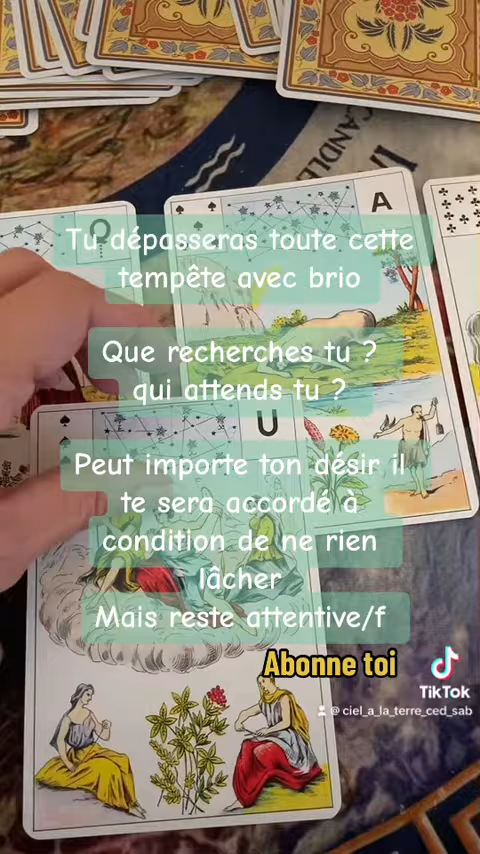 O
A
CANDLE
U
Tu dépasseras toute cette
tempête avec brio
Que recherches tu ?
qui attends tu ?
Peut importe ton désir il
te sera accordé à
condition de ne rien
lâcher
Mais reste attentive/f
Abonne toi
TikTok
@ciel_a_la_terre_ced_sab